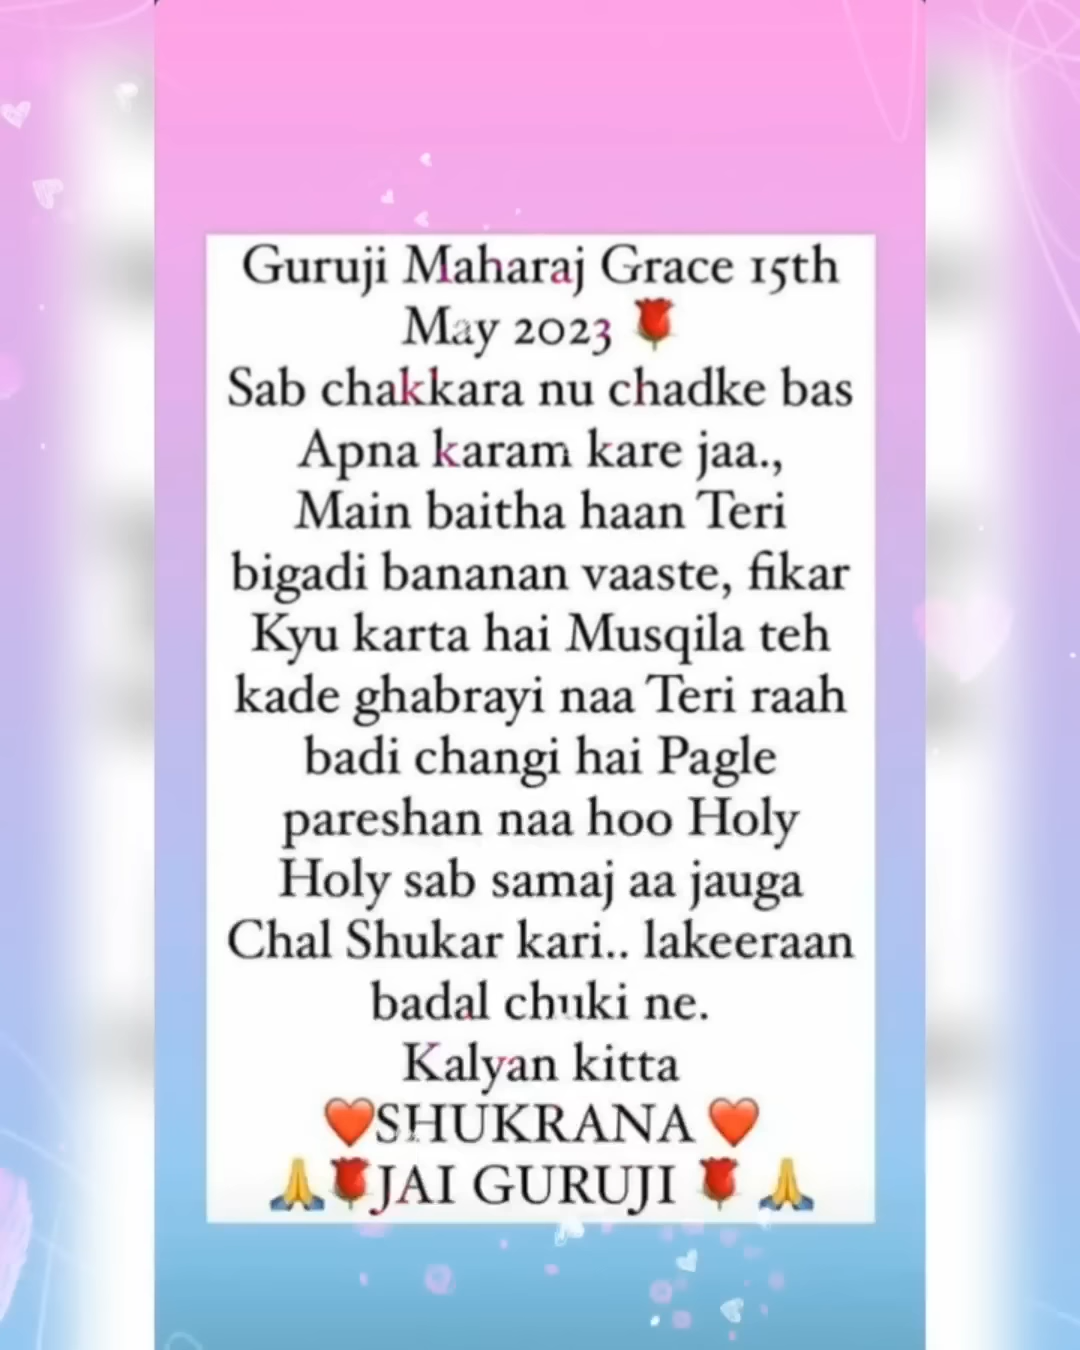 Guruji Maharaj Grace 15th
May 2023 🌹
Sab chakkara nu chadke bas
Apna karam kare jaa.,
Main baitha haan Teri
bigadi bananan vaaste, fikar
Kyu karta hai Musqila teh
kade ghabrayi naa Teri raah
badi changi hai Pagle
pareshan naa hoo Holy
Holy sab samaj aa jauga
Chal Shukar kari.. lakeeraan
badal chuki ne.
Kalyan kitta
❤️SHUKRANA ❤️
🙏🌹JAI GURUJI 🌹 🙏